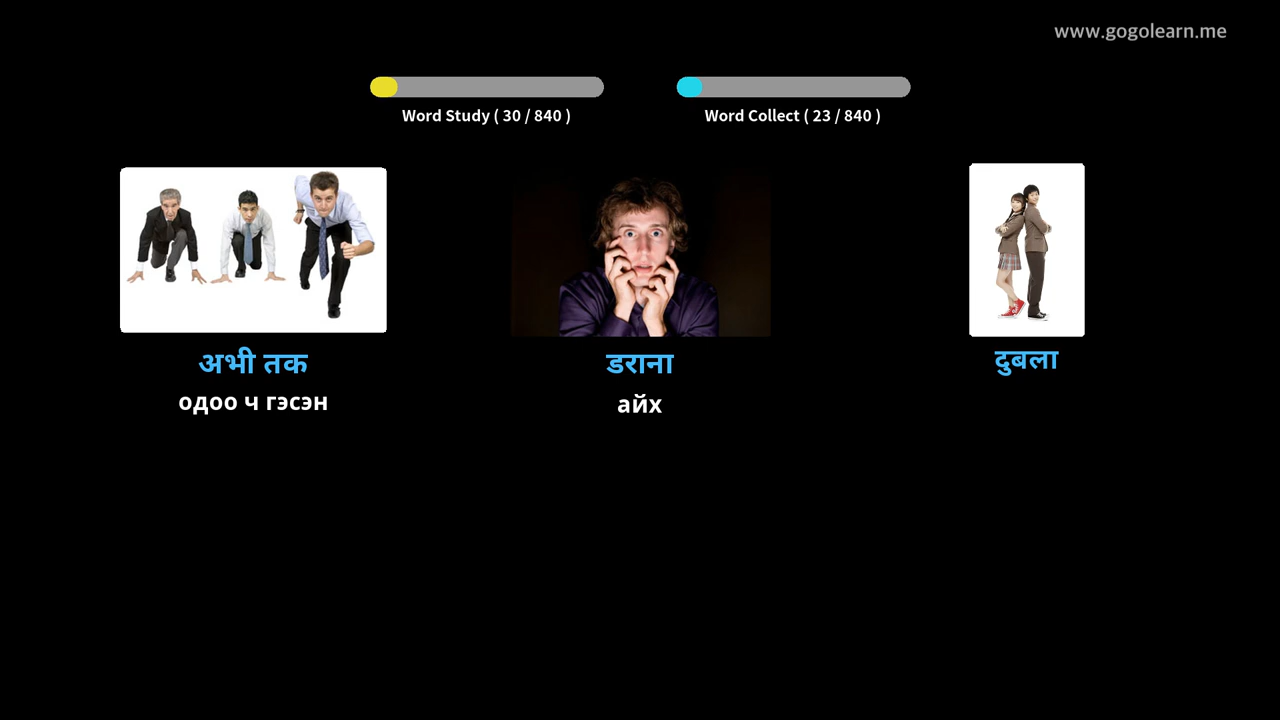 www.gogolearn.me
Word Study ( 30 / 840 )
Word Collect ( 23 / 840 )
अभी तक
одоо ч гэсэн
डराना
айх
दुबला